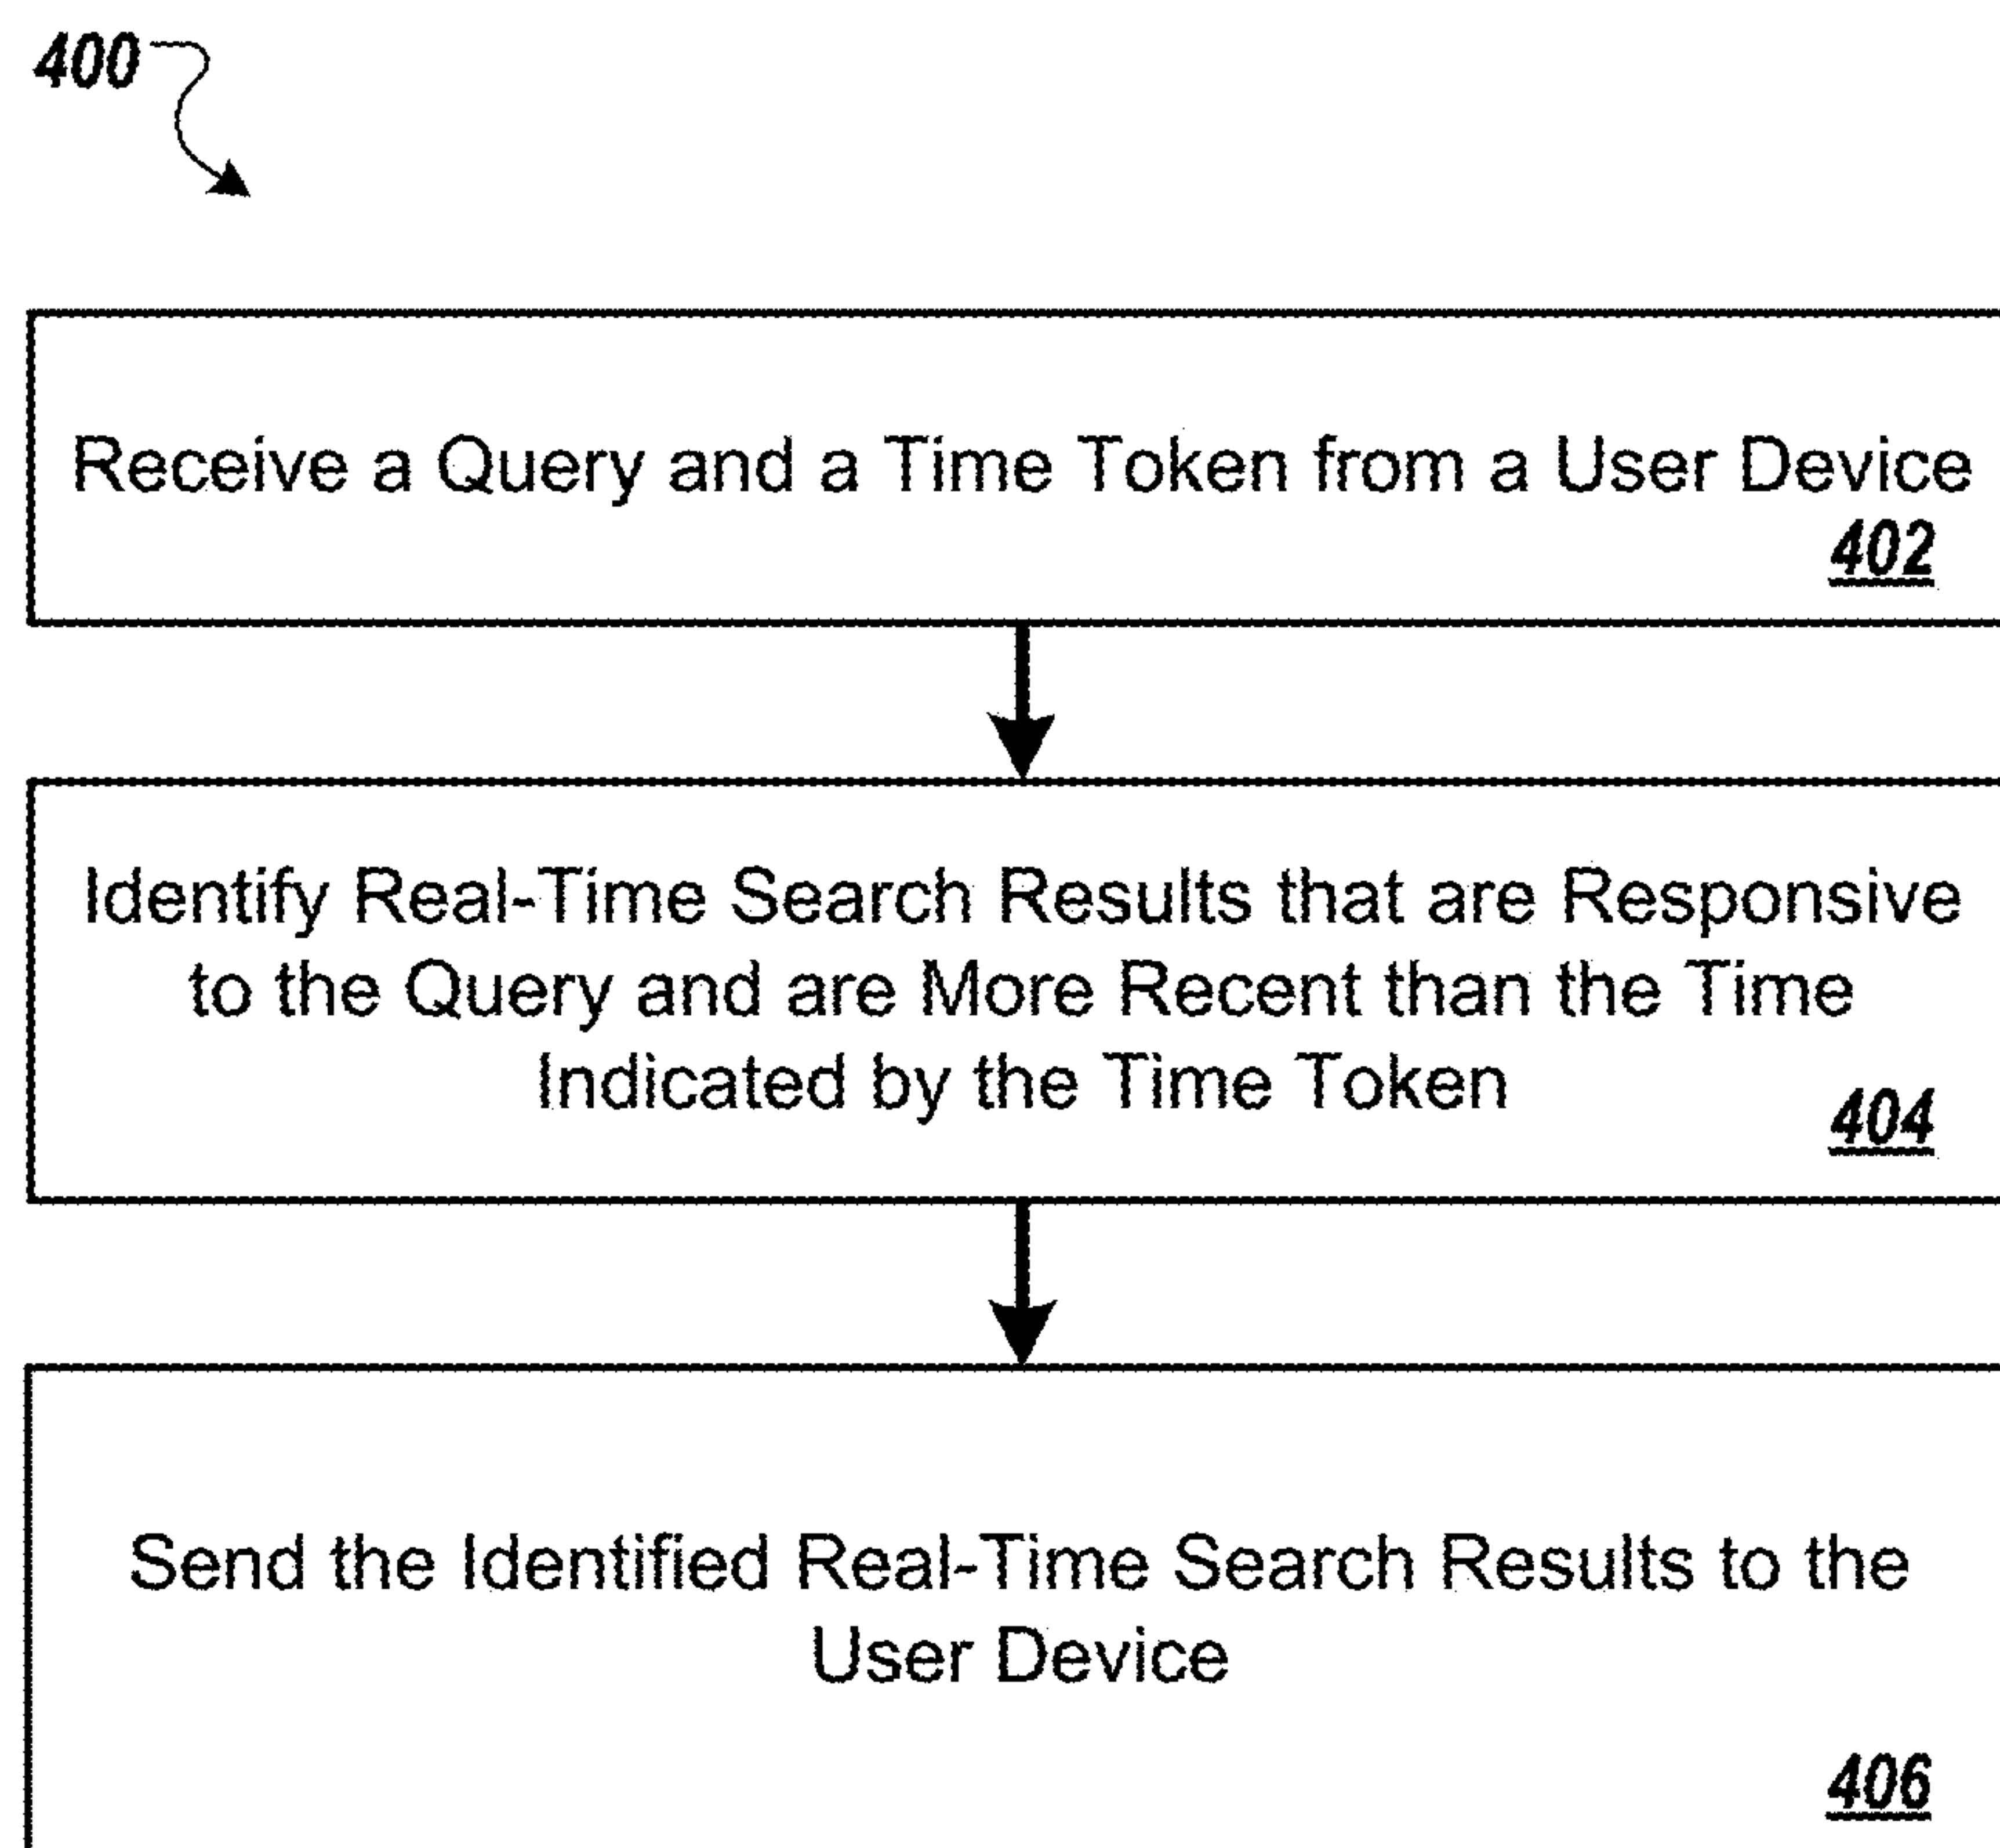 400
Receive a Query and a Time Token from a User Device
402
Identify Real-Time Search Results that are Responsive
to the Query and are More Recent than the Time
Indicated by the Time Token
404
Send the Identified Real-Time Search Results to the
User Device
406